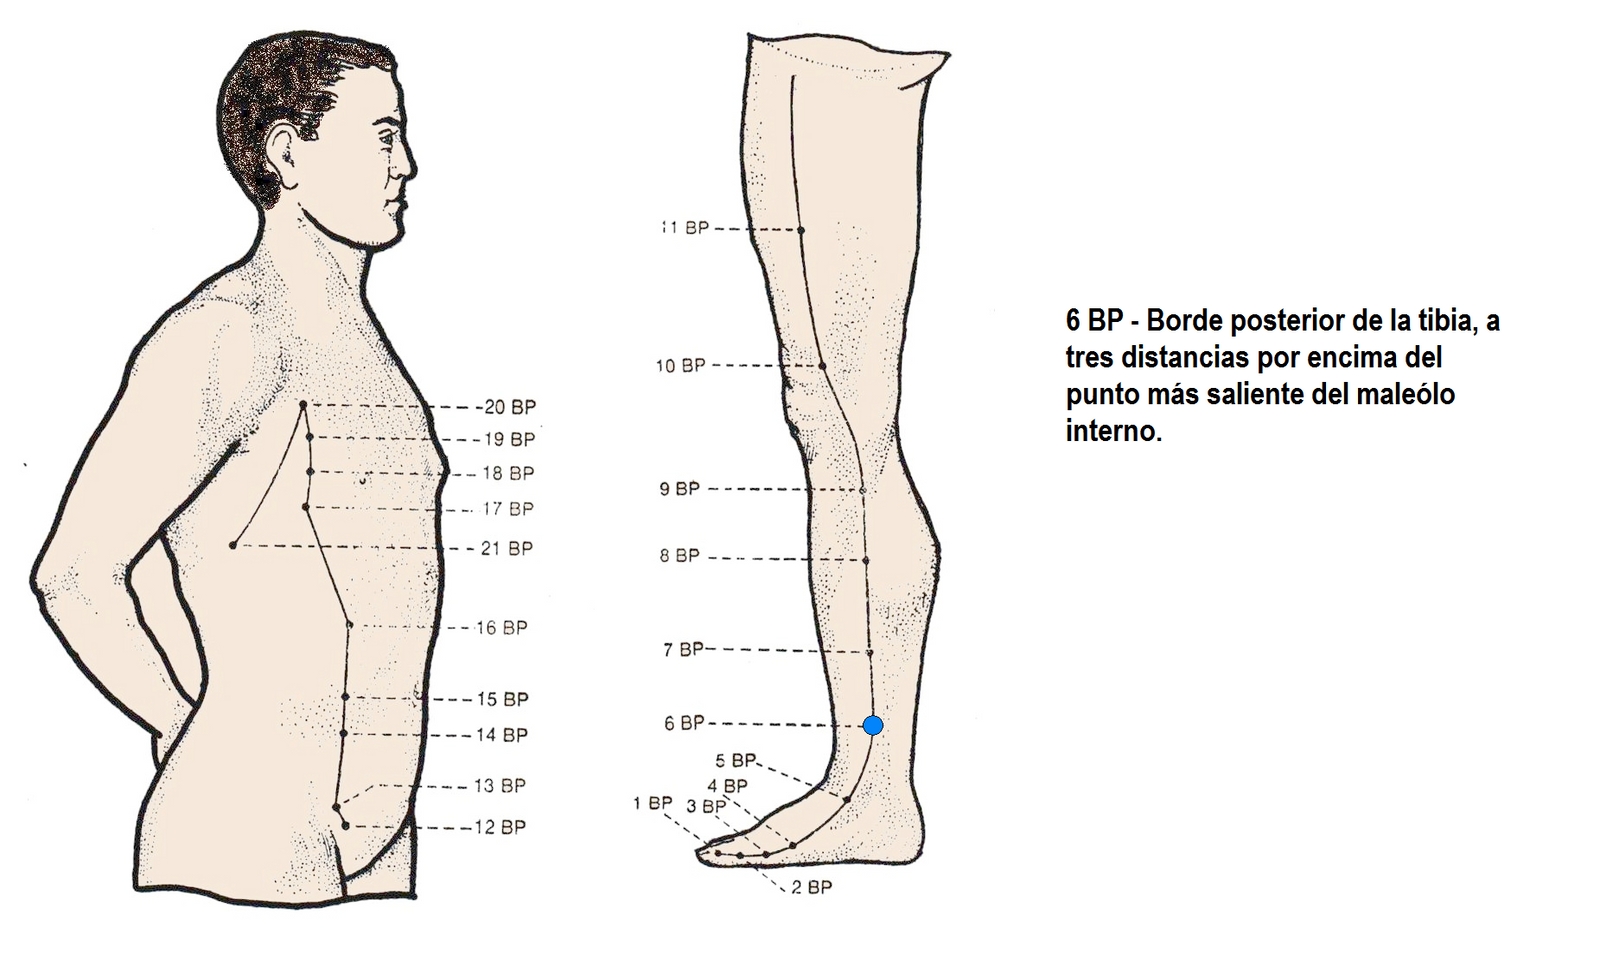 20 BP
19 BP
18 BP
17 BP
21 BP
16 BP
15 BP
14 BP
13 BP
12 BP
11 BP
10 BP
9 BP
8 BP
7 BP
6 BP
5 BP
4 BP
1 BP 3 BP
2 BP
6 BP - Borde posterior de la tibia, a
tres distancias por encima del
punto más saliente del maleólo
interno.